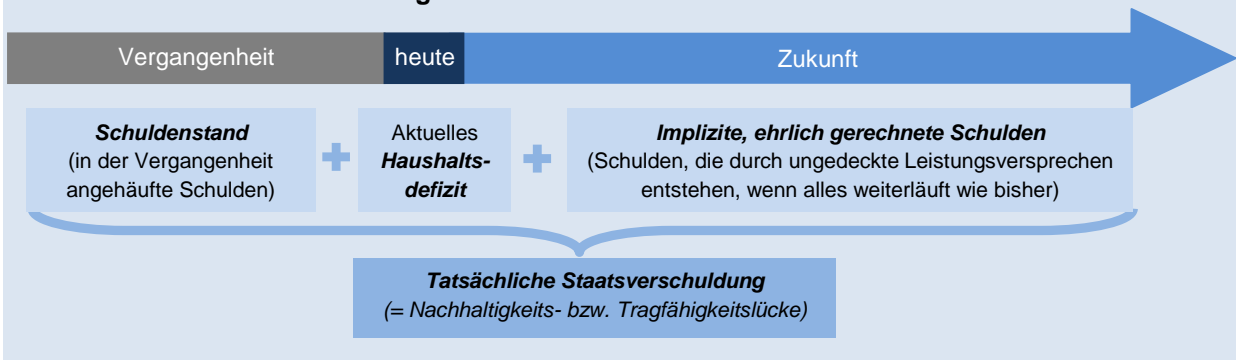 Vergangenheit heute Zukunft
Schuldenstand
(in der Vergangenheit
angehäufte Schulden)
Aktuelles
Haushalts-
defizit
Implizite, ehrlich gerechnete Schulden
(Schulden, die durch ungedeckte Leistungsversprechen
entstehen, wenn alles weiterläuft wie bisher)
Tatsächliche Staatsverschuldung
(= Nachhaltigkeits- bzw. Tragfähigkeitslücke)